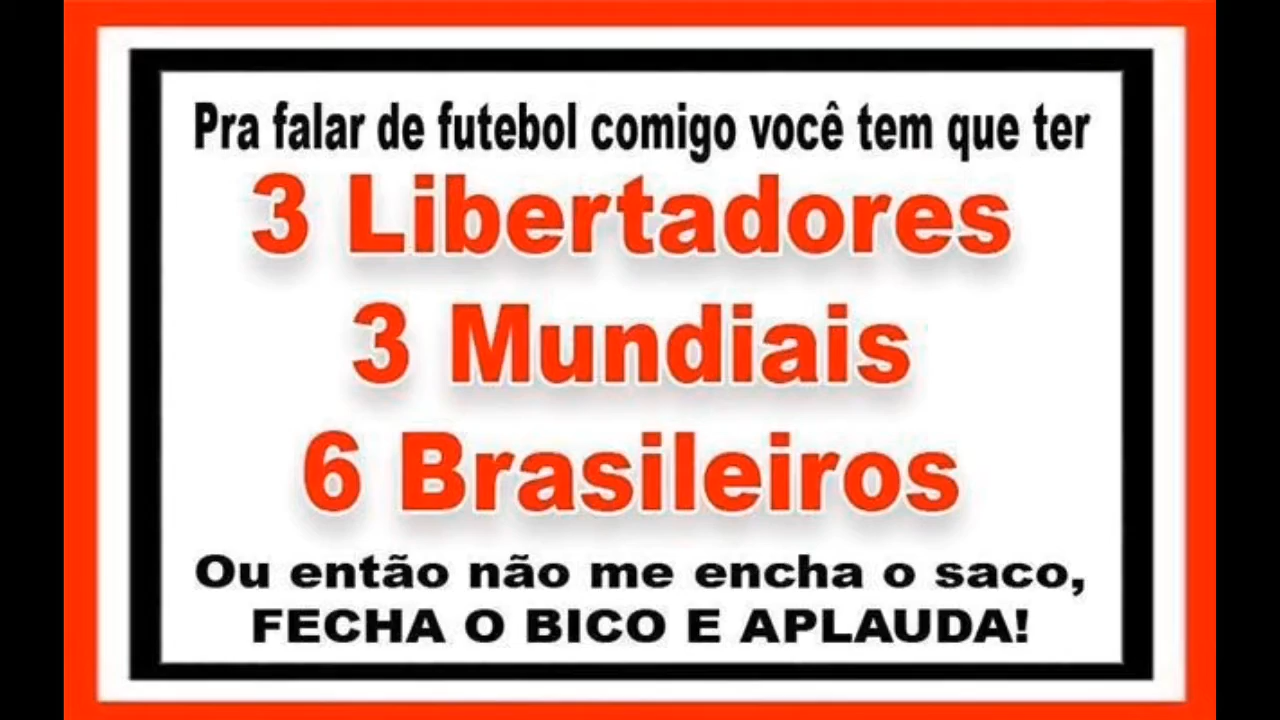 Pra falar de futebol comigo você tem que ter
3 Libertadores
3 Mundiais
6 Brasileiros
Ou então não me encha o saco,
FECHA O BICO E APLAUDA!